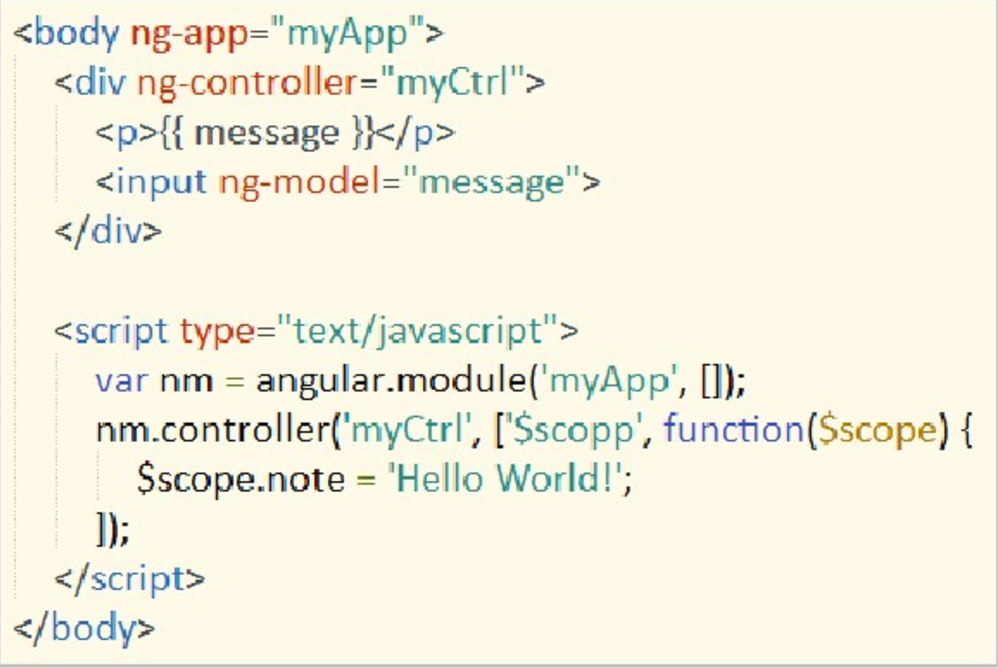 <body ng-app="myApp">
<div ng-controller="myCtrl">
<p>{{ message }}</p>
<input ng-model="message">
</div>
<script type="text/javascript">
var nm = angular.module('myApp', []);
nm.controller('myCtrl', ['$scopp', function($scope) {
$scope.note = 'Hello World!';
]);
</script>
</body>